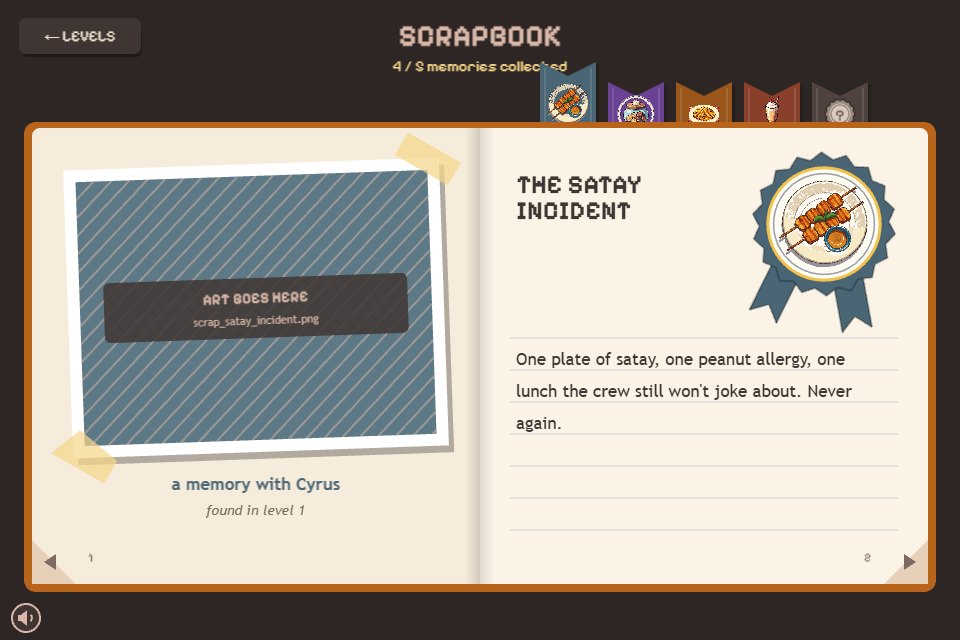 ← LEVELS
SCRAPBOOK
4 / 8 memories collected
?
THE SATAY
INCIDENT
ART GOES HERE
scrap_satay_incident.png
One plate of satay, one peanut allergy, one
lunch the crew still won't joke about. Never
again.
a memory with Cyrus
found in level 1
1
2